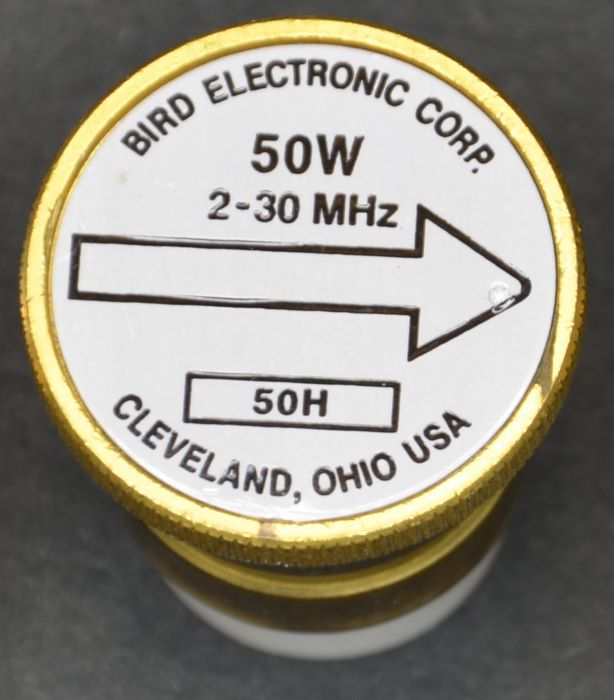 BIRD ELECTRONIC CORP.
50W
2-30 MHz
50H
CLEVELAND, OHIO USA